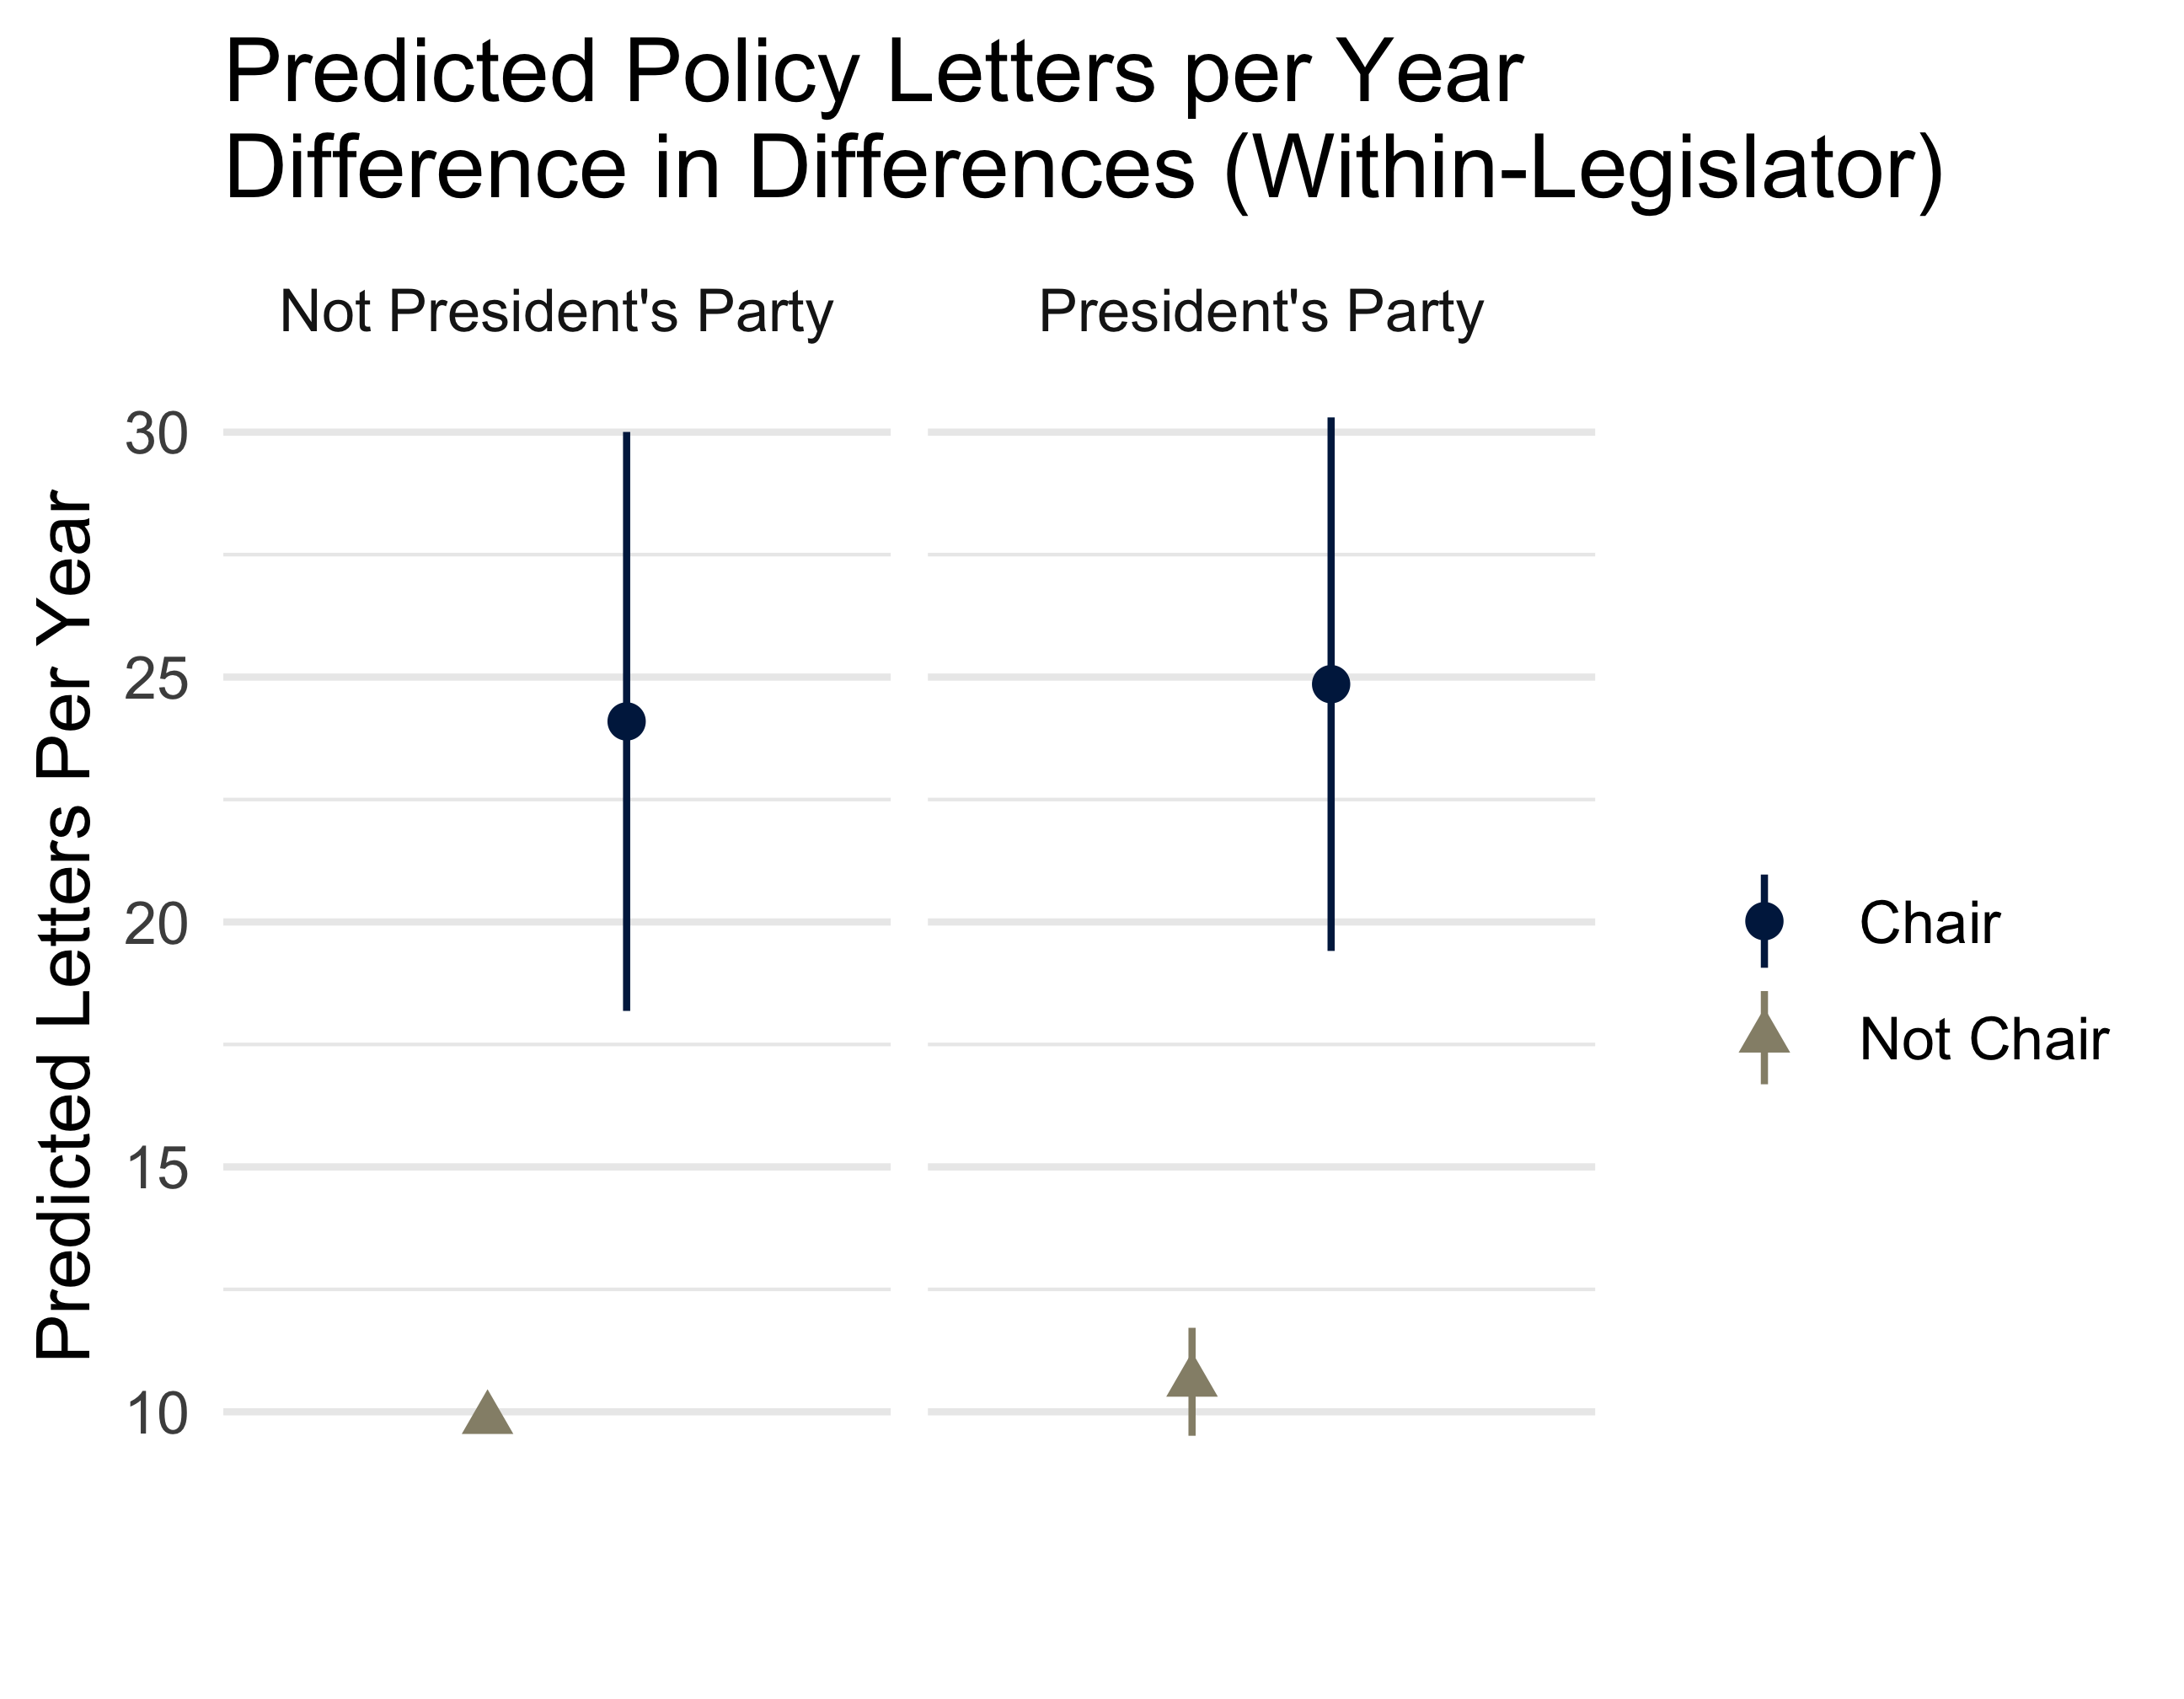 Predicted Policy Letters per Year
Difference in Differences (Within-Legislator)
Not President's Party
President's Party
Predicted Letters Per Year
30
25
20
15
10
Chair
Not Chair